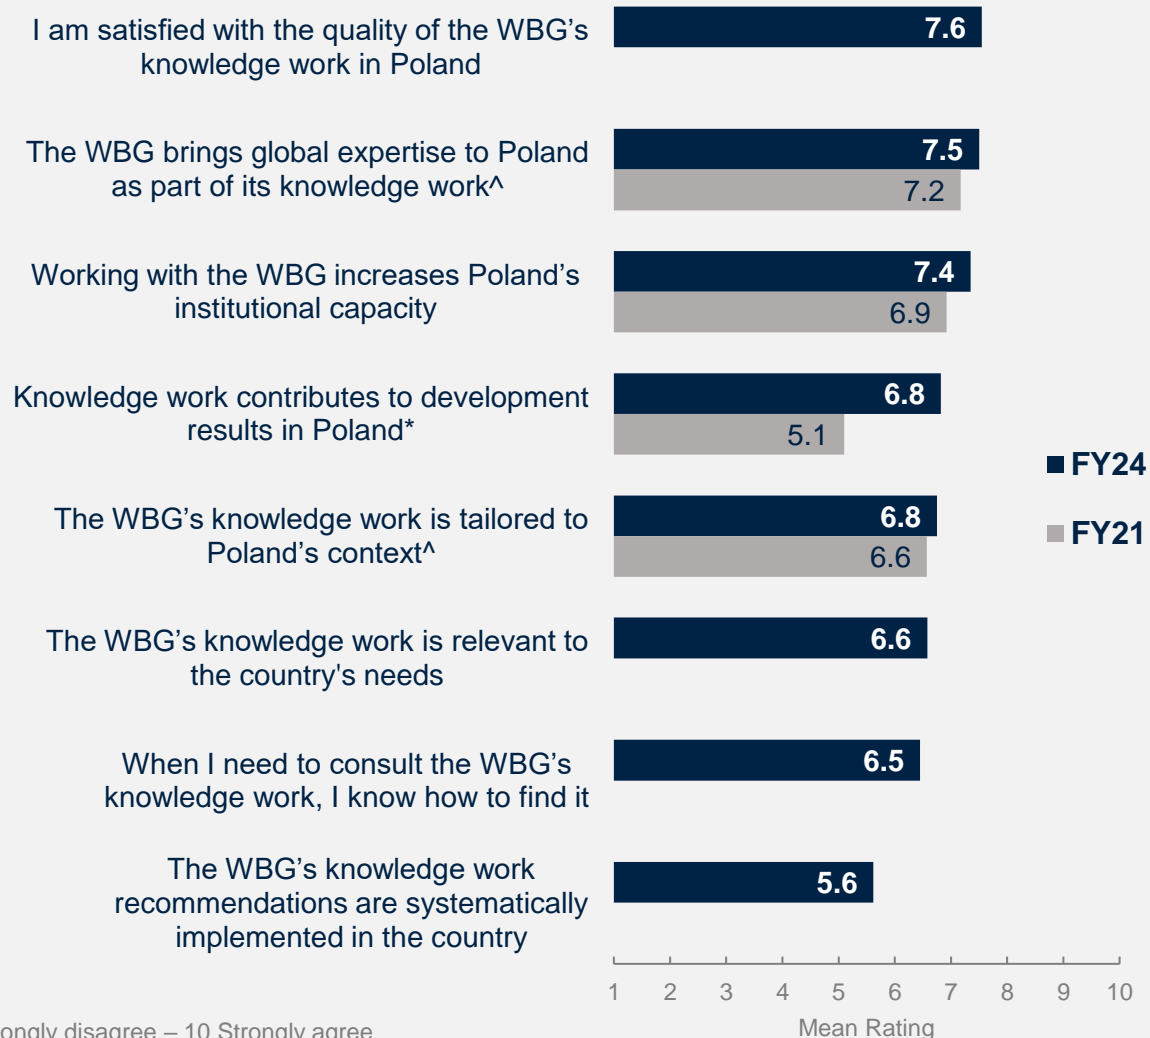 I am satisfied with the quality of the WBG’s
knowledge work in Poland
7.6
The WBG brings global expertise to Poland
as part of its knowledge work^
7.5
7.2
Working with the WBG increases Poland’s
institutional capacity
7.4
6.9
Knowledge work contributes to development
results in Poland*
6.8
5.1
FY24
The WBG’s knowledge work is tailored to
Poland’s context^
6.8
6.6
FY21
The WBG’s knowledge work is relevant to
the country's needs
6.6
When I need to consult the WBG’s
knowledge work, I know how to find it
6.5
The WBG’s knowledge work
recommendations are systematically
implemented in the country
5.6
1 2 3 4 5 6 7 8 9 10
Mean Rating
disagree – 10 Strongly agree